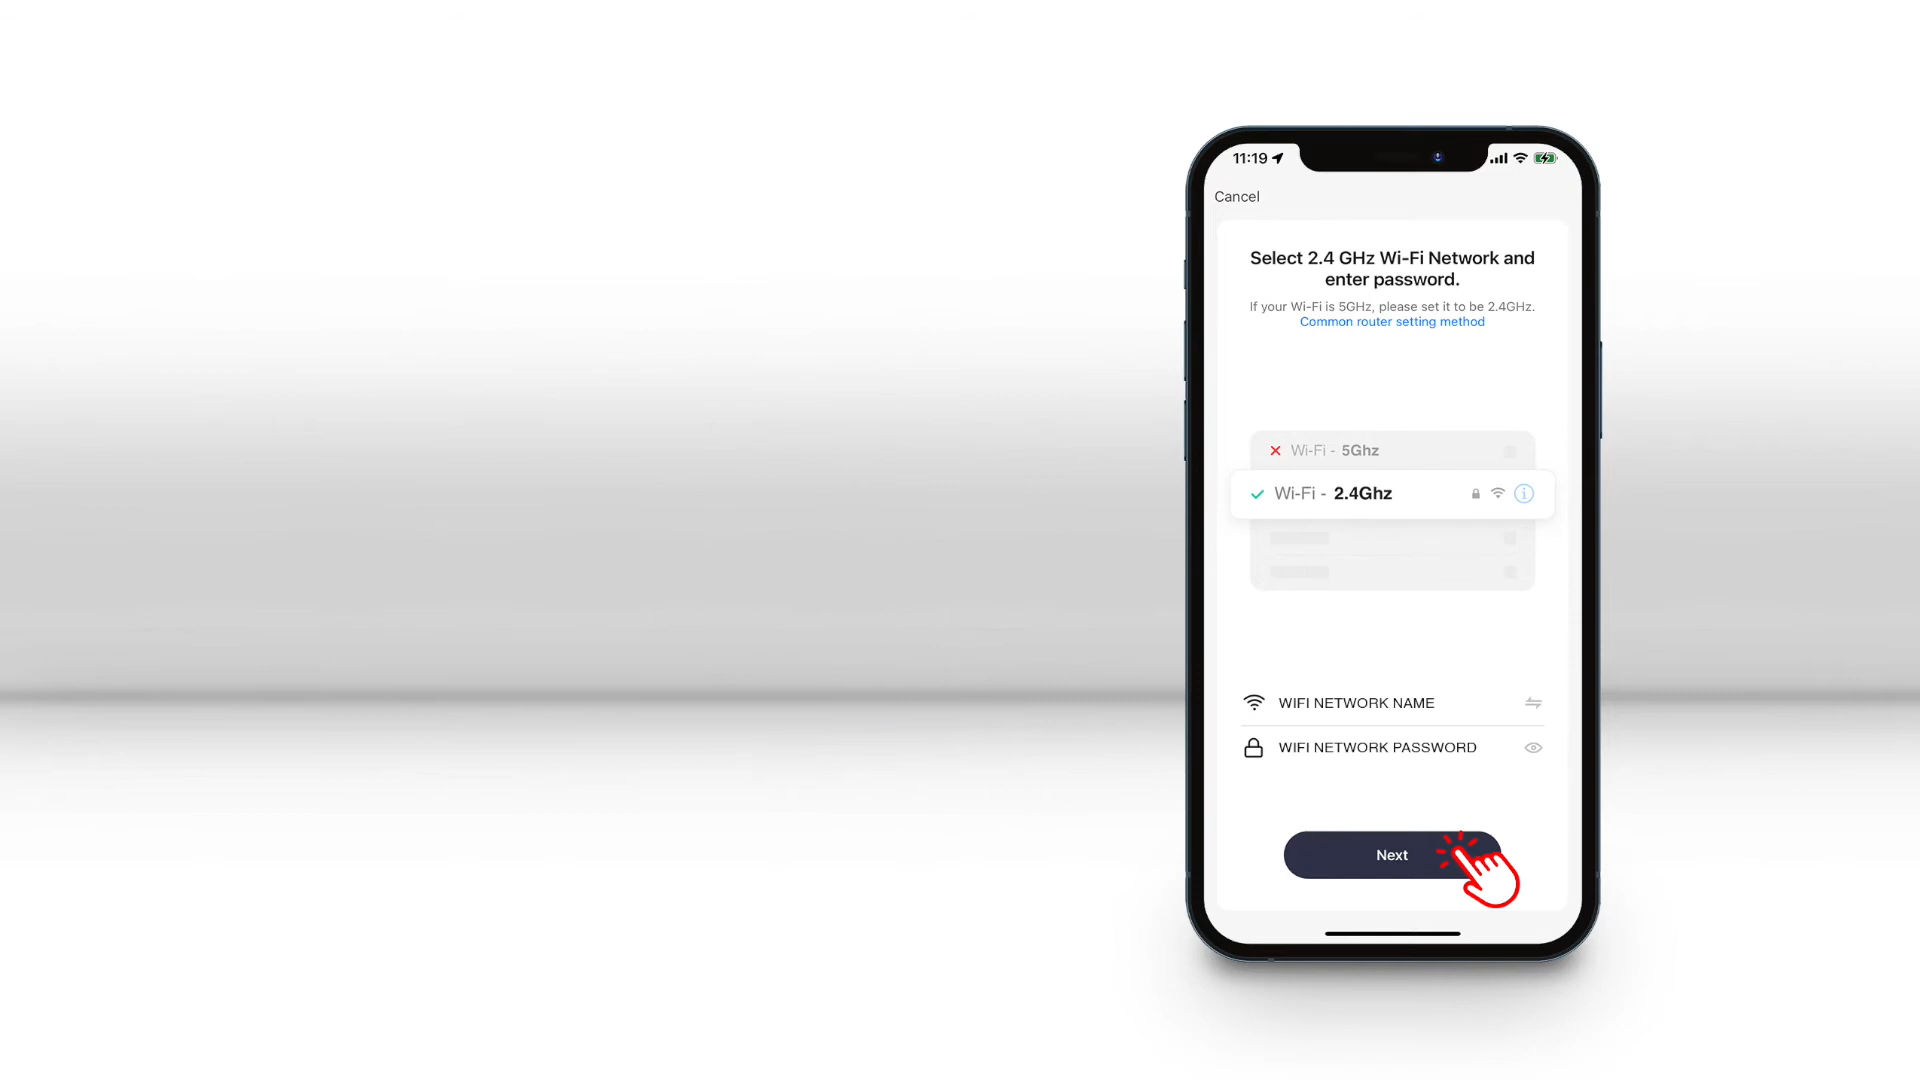 11:19
Cancel
Select 2.4 GHz Wi-Fi Network and
enter password.
If your Wi-Fi is 5GHz, please set it to be 2.4GHz.
Common router setting method
Wi-Fi - 5Ghz
Wi-Fi - 2.4Ghz
WIFI NETWORK NAME
WIFI NETWORK PASSWORD
Next